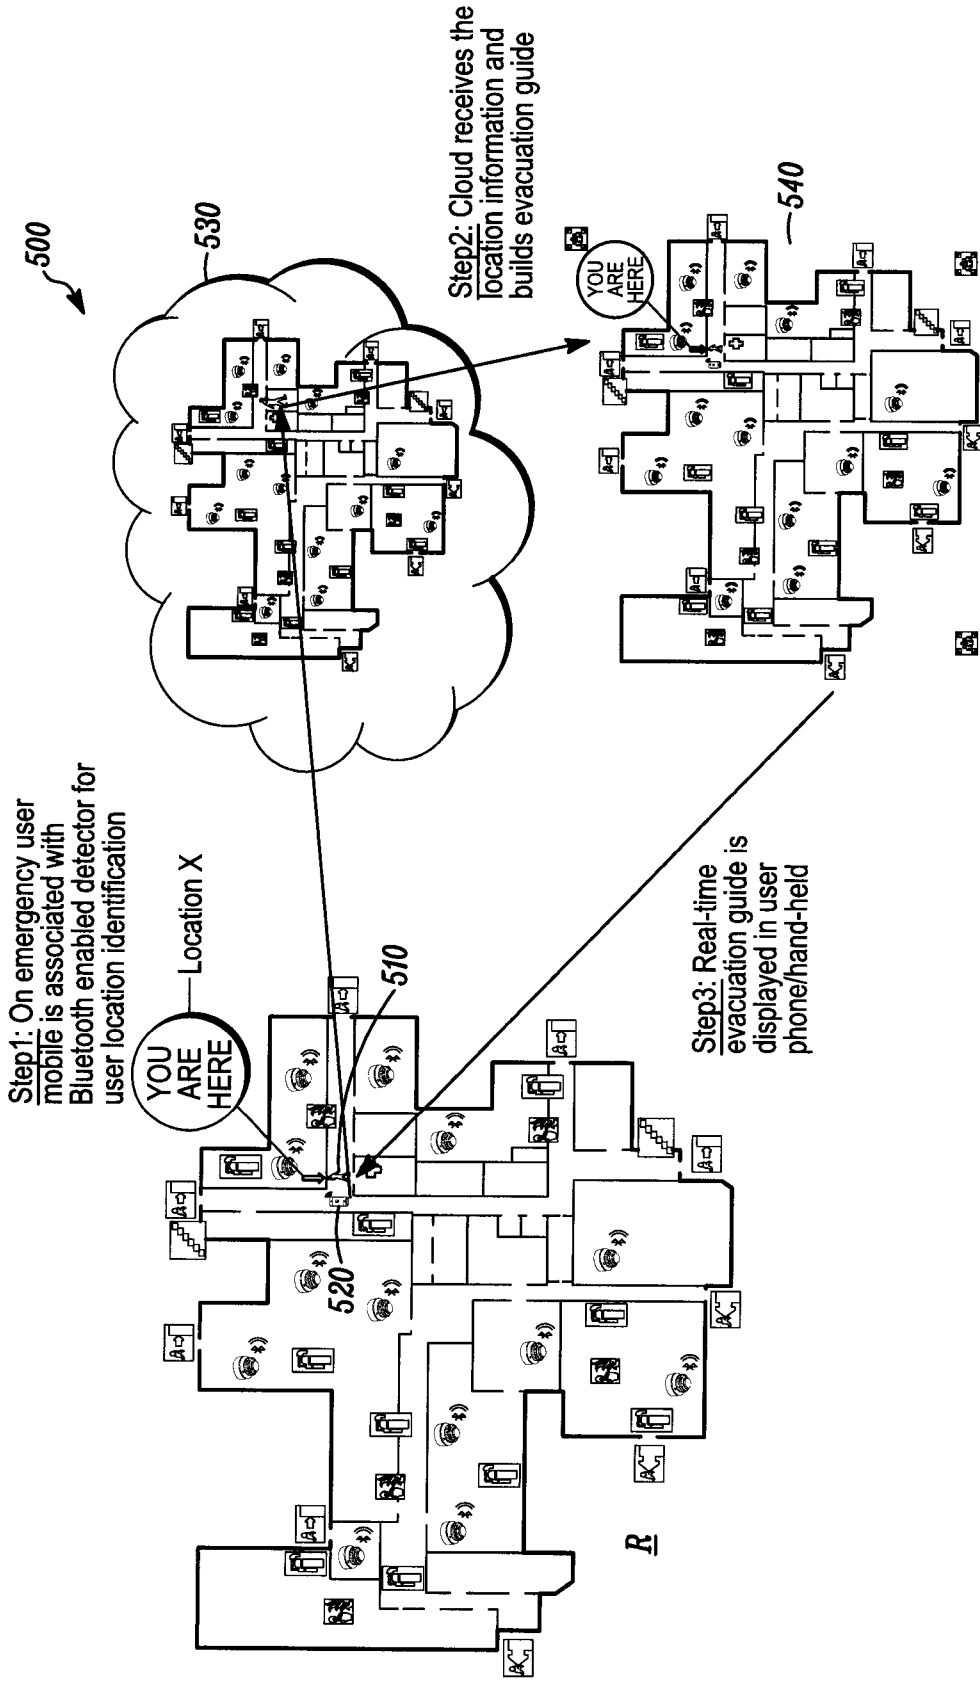 500
530
Step1: On emergency user
mobile is associated with
Bluetooth enabled detector for
user location identification
YOU
ARE
HERE
Location X
510
520
R
Step2: Cloud receives the
location information and
builds evacuation guide
YOU
ARE
HERE
540
Step3: Real-time
evacuation guide is
displayed in user
phone/hand-held